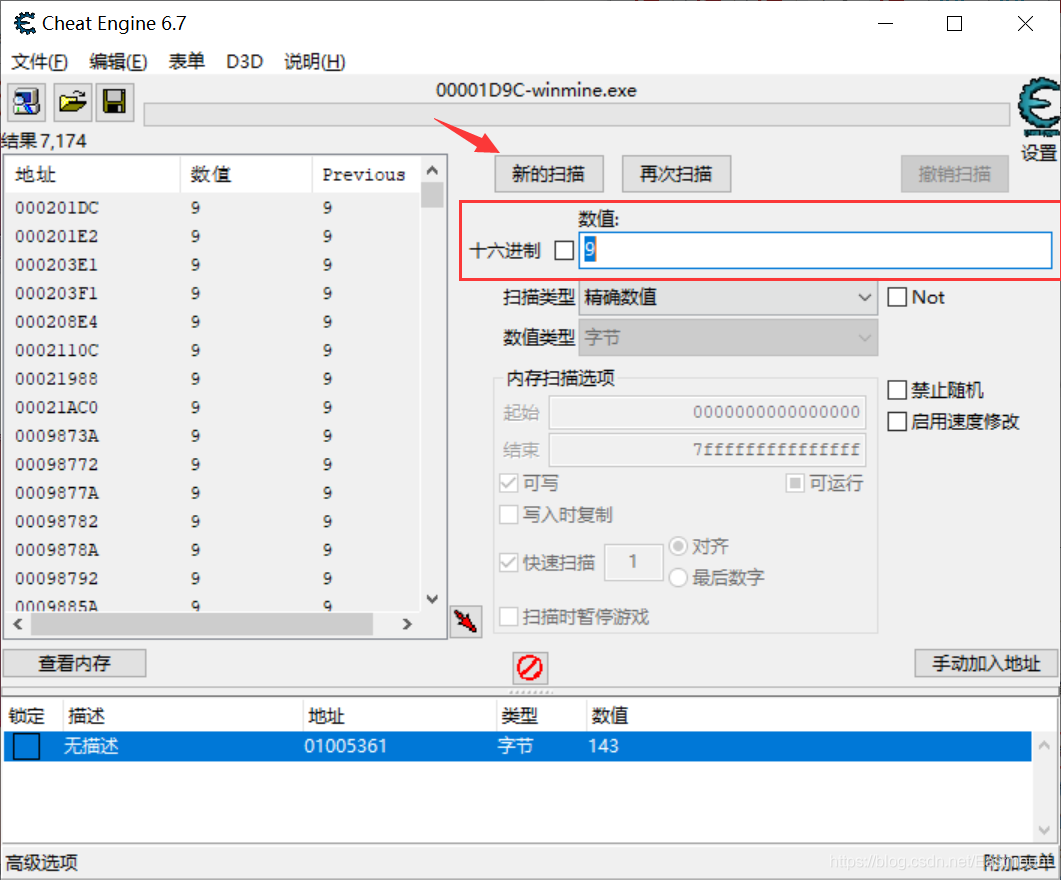 Cheat Engine 6.7
文件(F) 编辑(E) 表单 D3D 说明(H)
00001D9C-winmine.exe
结果7,174
设置
地址 数值 Previous
新的扫描 再次扫描 撤销扫描
000201DC 9 9
000201E2 9 9
000203E1 9 9
000203F1 9 9
000208E4 9 9
0002110C 9 9
00021988 9 9
00021AC0 9 9
0009873A 9 9
00098772 9 9
0009877A 9 9
00098782 9 9
0009878A 9 9
00098792 9 9
0009885A 9 9
数值:
十六进制 9
扫描类型 精确数值 Not
数值类型 字节
内存扫描选项
起始 0000000000000000
结束 7fffffffffffffff
可写 可运行
写入时复制
快速扫描 1 对齐
最后数字
扫描时暂停游戏
禁止随机
启用速度修改
查看内存 手动加入地址
锁定 描述 地址 类型 数值
无描述 01005361 字节 143
高级选项 附加表单